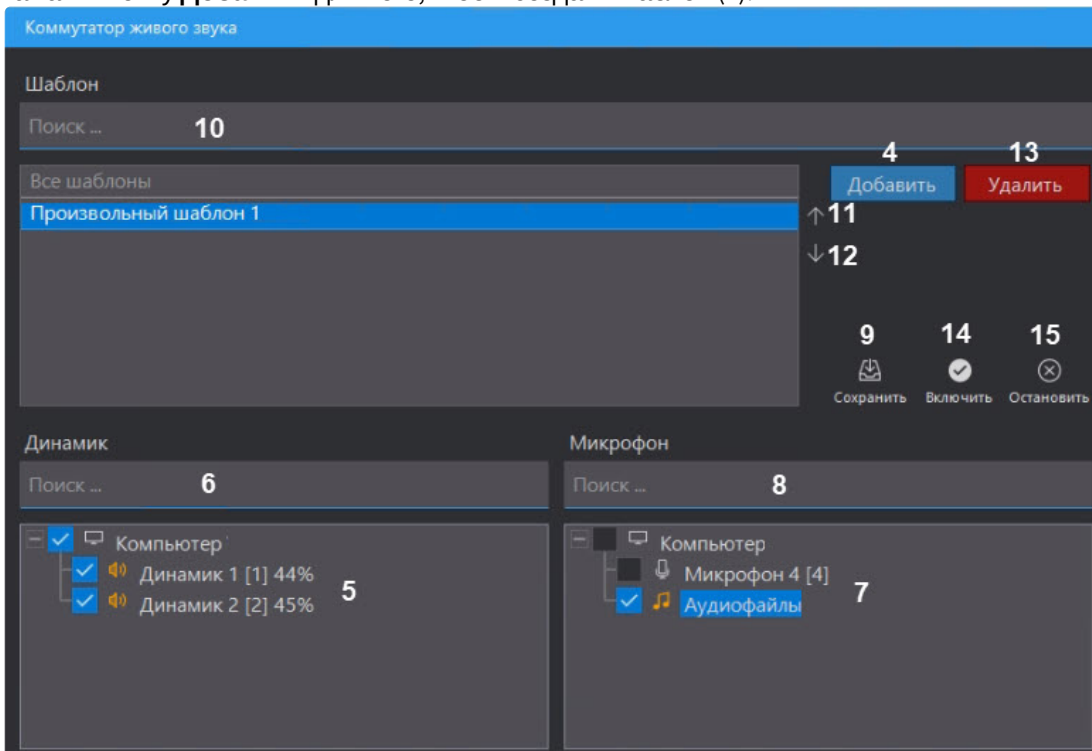 Коммутатор живого звука
Шаблон
Поиск ... 10
4 13
Все шаблоны Добавить Удалить
Произвольный шаблон 1 11
12
9 14 15
Сохранить Включить Остановить
Динамик Микрофон
Поиск ... 6 Поиск ... 8
Компьютер Компьютер
Динамик 1 [1] 44% 5 Микрофон 4 [4] 7
Динамик 2 [2] 45% Аудиофайлы